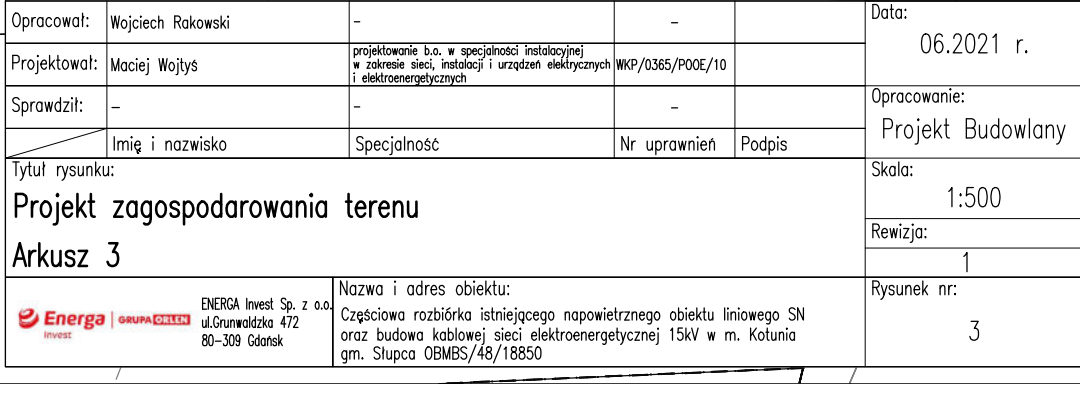 Opracował: Wojciech Rakowski – –
Projektował: Maciej Wojtyś projektowanie b.o. w specjalności instalacyjnej
w zakresie sieci, instalacji i urządzeń elektrycznych WKP/0365/POOE/10
i elektroenergetycznych
Sprawdził: – – –
Imię i nazwisko Specjalność Nr uprawnień Podpis
Data:
06.2021 r.
Opracowanie:
Projekt Budowlany
Tytuł rysunku:
Projekt zagospodarowania terenu
Arkusz 3
Skala:
1:500
Rewizja:
1
Energa GRUPA ORLEN
Invest
ENERGA Invest Sp. z o.o.
ul.Grunwaldzka 472
80-309 Gdańsk
Nazwa i adres obiektu:
Częściowa rozbiórka istniejącego napowietrznego obiektu liniowego SN
oraz budowa kablowej sieci elektroenergetycznej 15kV w m. Kotunia
gm. Słupca OBMBS/48/18850
Rysunek nr:
3